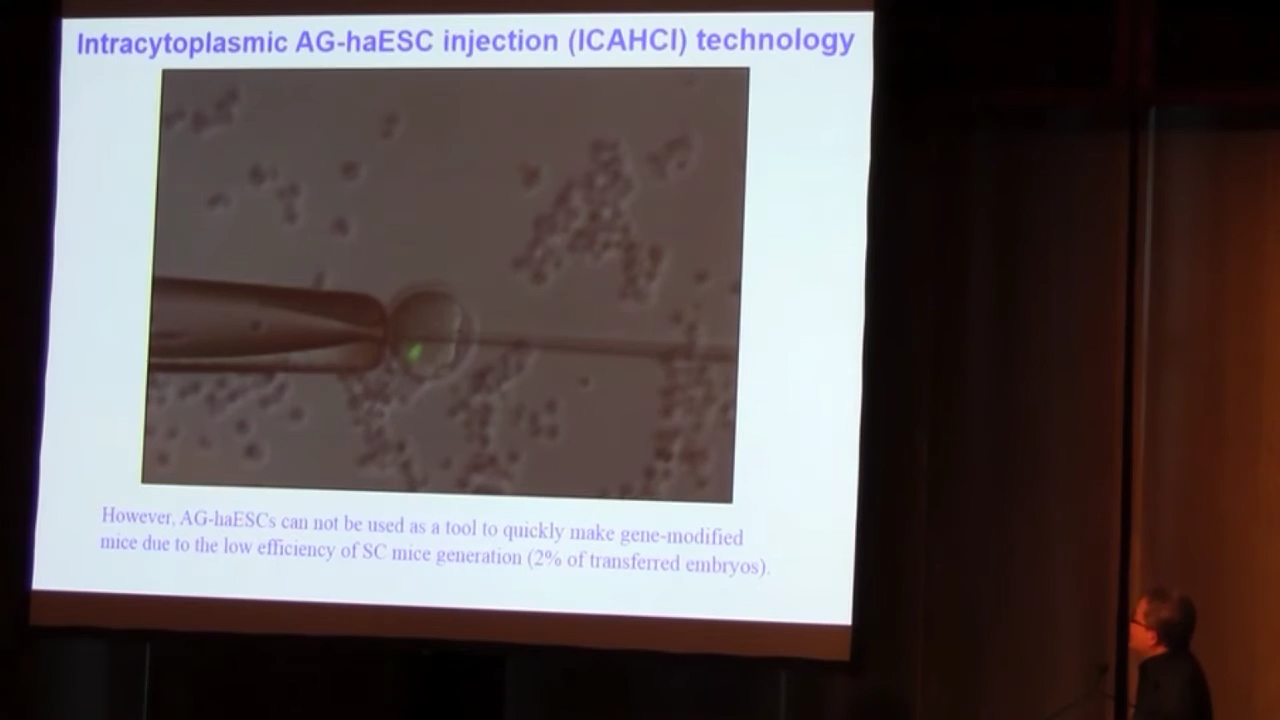 Intracytoplasmic AG-haESC injection (ICAHCI) technology
However, AG-haESCs can not be used as a tool to quickly make gene-modified
mice due to the low efficiency of SC mice generation (2% of transferred embryos).